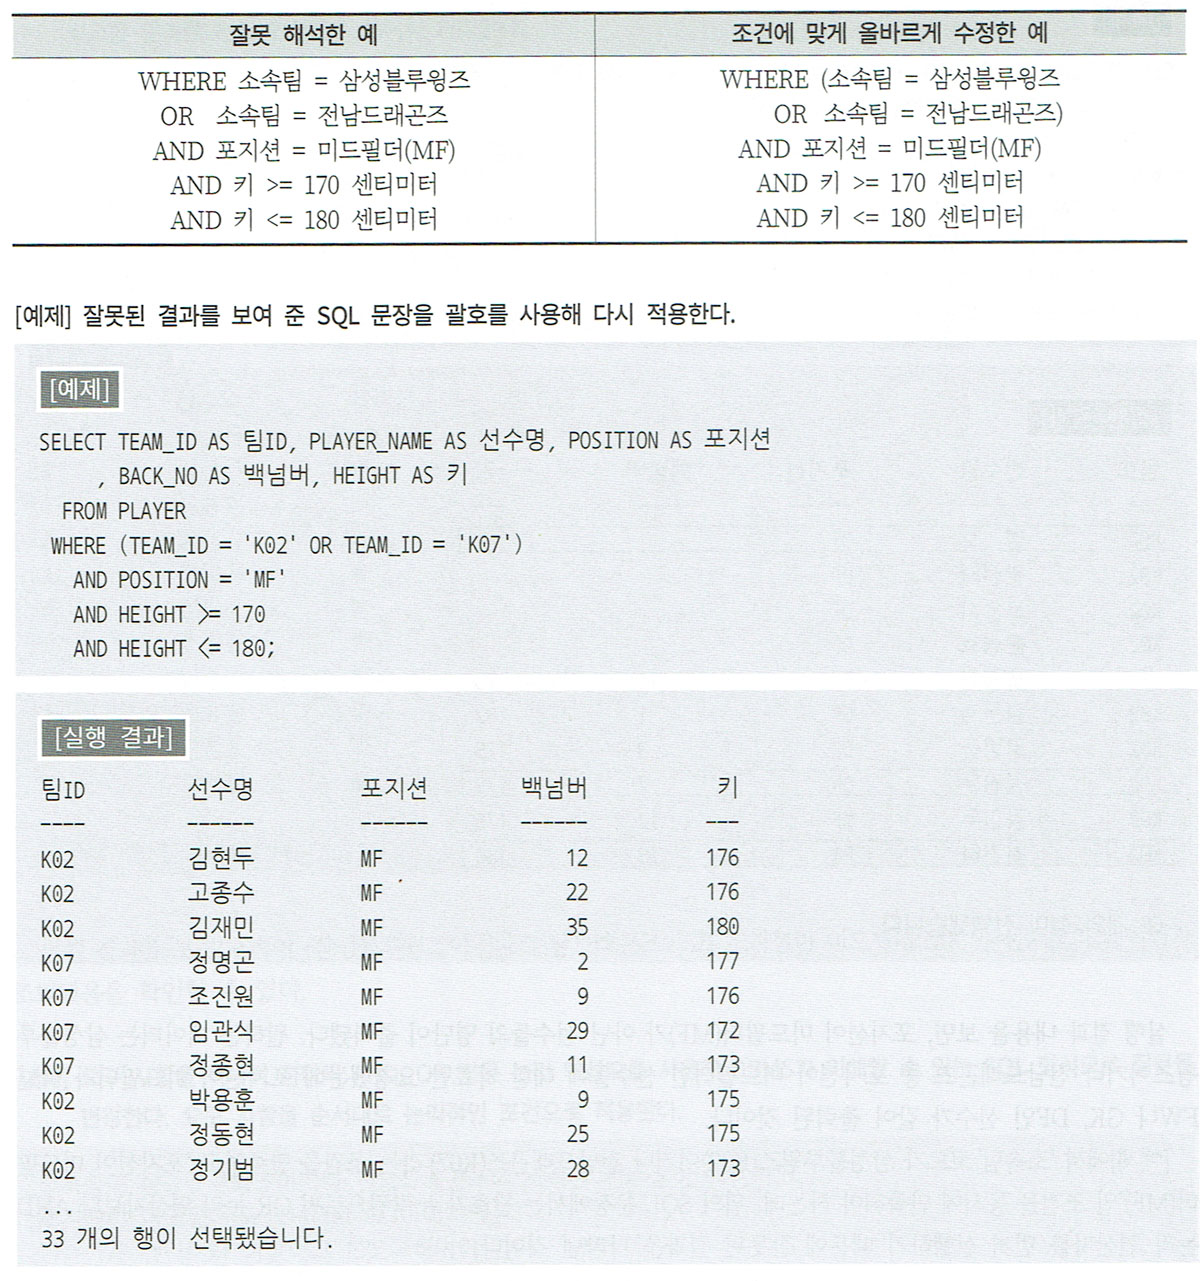 잘못 해석한 예
조건에 맞게 올바르게 수정한 예
WHERE 소속팀 = 삼성블루윙즈
OR 소속팀 = 전남드래곤즈
AND 포지션 = 미드필더(MF)
AND 키 >= 170 센티미터
AND 키 <= 180 센티미터
WHERE (소속팀 = 삼성블루윙즈
OR 소속팀 = 전남드래곤즈)
AND 포지션 = 미드필더(MF)
AND 키 >= 170 센티미터
AND 키 <= 180 센티미터
[예제] 잘못된 결과를 보여 준 SQL 문장을 괄호를 사용해 다시 적용한다.
[예제]
SELECT TEAM_ID AS 팀ID, PLAYER_NAME AS 선수명, POSITION AS 포지션
, BACK_NO AS 백넘버, HEIGHT AS 키
FROM PLAYER
WHERE (TEAM_ID = 'K02' OR TEAM_ID = 'K07')
AND POSITION = 'MF'
AND HEIGHT >= 170
AND HEIGHT <= 180;
[실행 결과]
팀ID 선수명 포지션 백넘버 키
---- ------ ------ ------ ---
K02 김현두 MF 12 176
K02 고종수 MF 22 176
K02 김재민 MF 35 180
K07 정명곤 MF 2 177
K07 조진원 MF 9 176
K07 임관식 MF 29 172
K07 정종현 MF 11 173
K02 박용훈 MF 9 175
K02 정동현 MF 25 175
K02 정기범 MF 28 173
...
33 개의 행이 선택됐습니다.